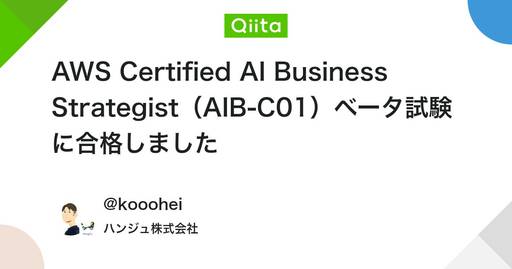 Qiita
AWS Certified AI Business
Strategist（AIB-C01）ベータ試験
に合格しました
@kooohei
ハンジュ株式会社